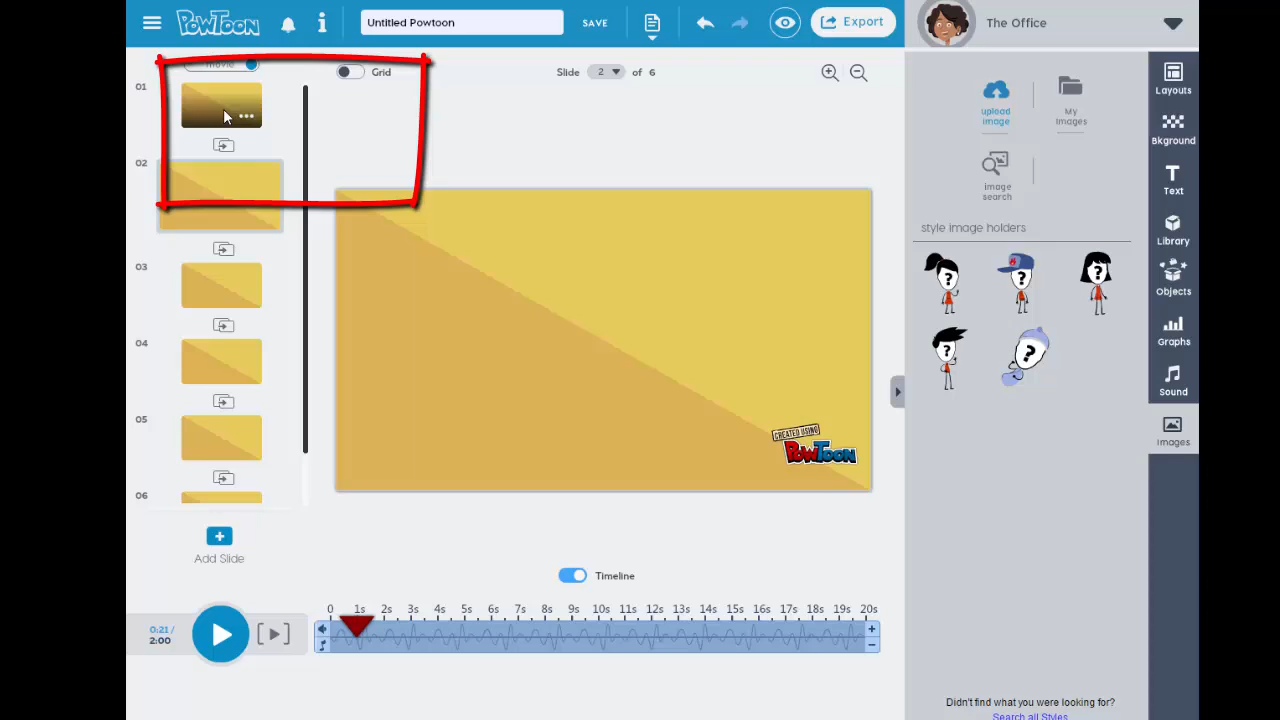 POWTOON
Untitled Powtoon
SAVE
Export
The Office
movie
Grid
Slide 2 of 6
01
02
03
04
05
06
Add Slide
upload image
My Images
image search
style image holders
?
?
?
?
?
Layouts
Bkground
Text
Library
Objects
Graphs
Sound
Images
CREATED USING
POWTOON
Timeline
0 1s 2s 3s 4s 5s 6s 7s 8s 9s 10s 11s 12s 13s 14s 15s 16s 17s 18s 19s 20s
0:21 /
2:00
Didn't find what you were looking for?
Search all Styles